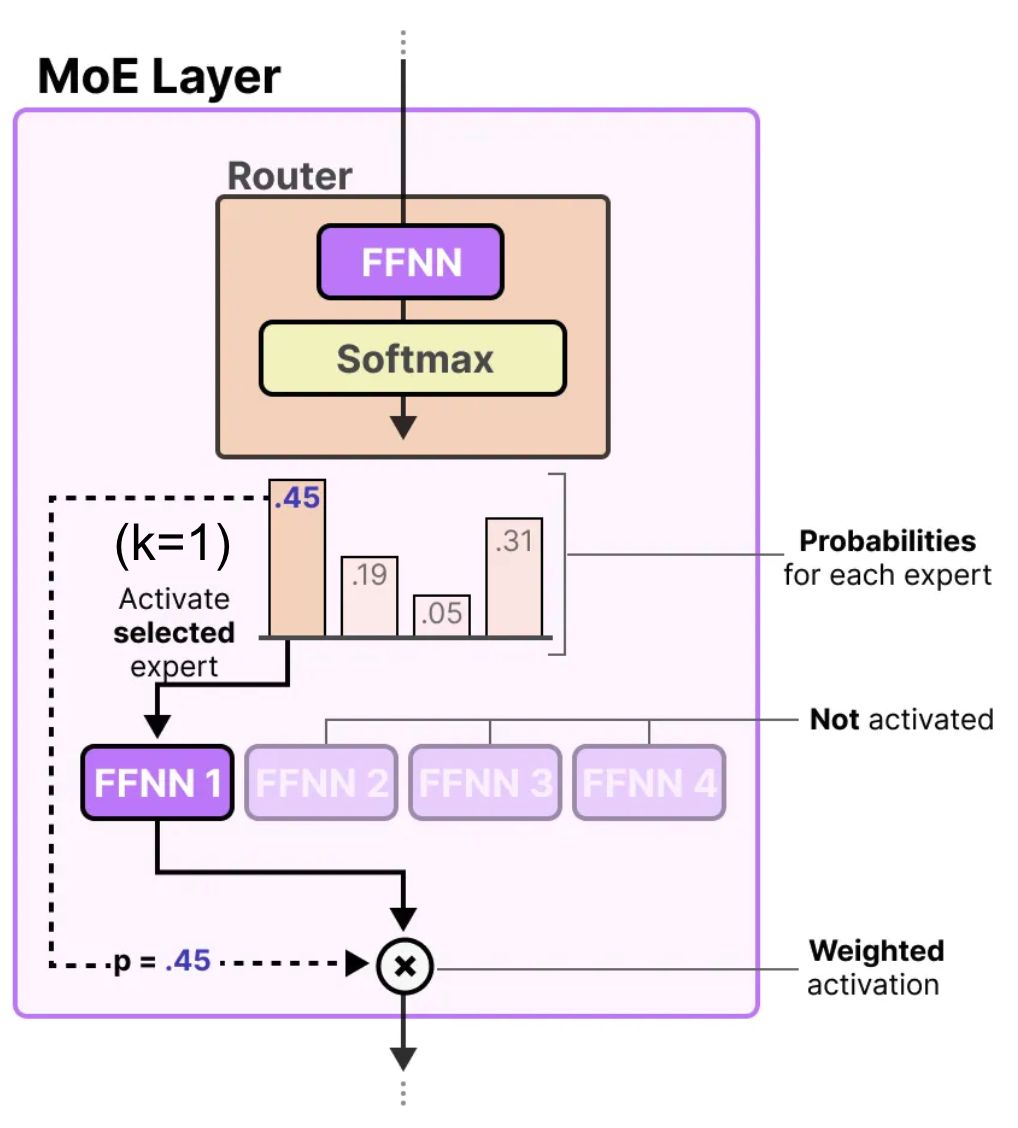 MoE Layer
Router
FFNN
Softmax
.45
.19
.05
.31
(k=1)
Activate
selected
expert
Probabilities
for each expert
Not activated
FFNN 1
FFNN 2
FFNN 3
FFNN 4
p = .45
Weighted
activation